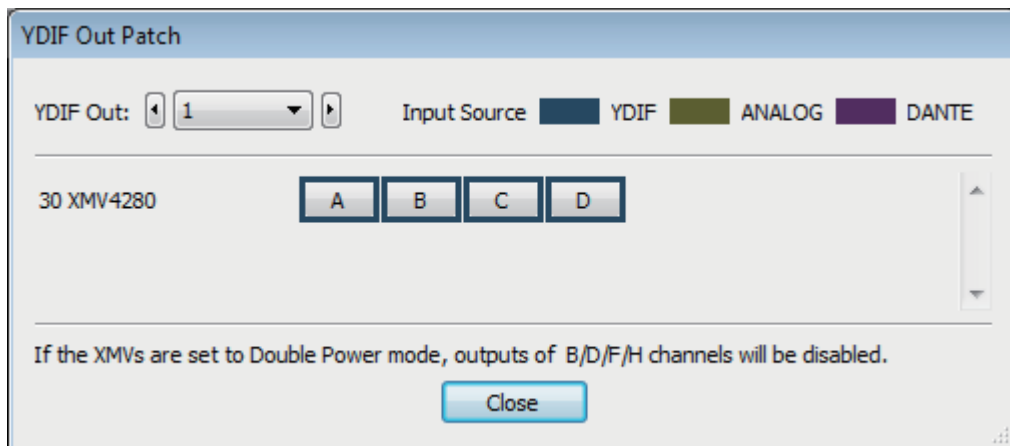 YDIF Out Patch
YDIF Out: 1 Input Source YDIF ANALOG DANTE
30 XMV4280 A B C D
If the XMVs are set to Double Power mode, outputs of B/D/F/H channels will be disabled.
Close